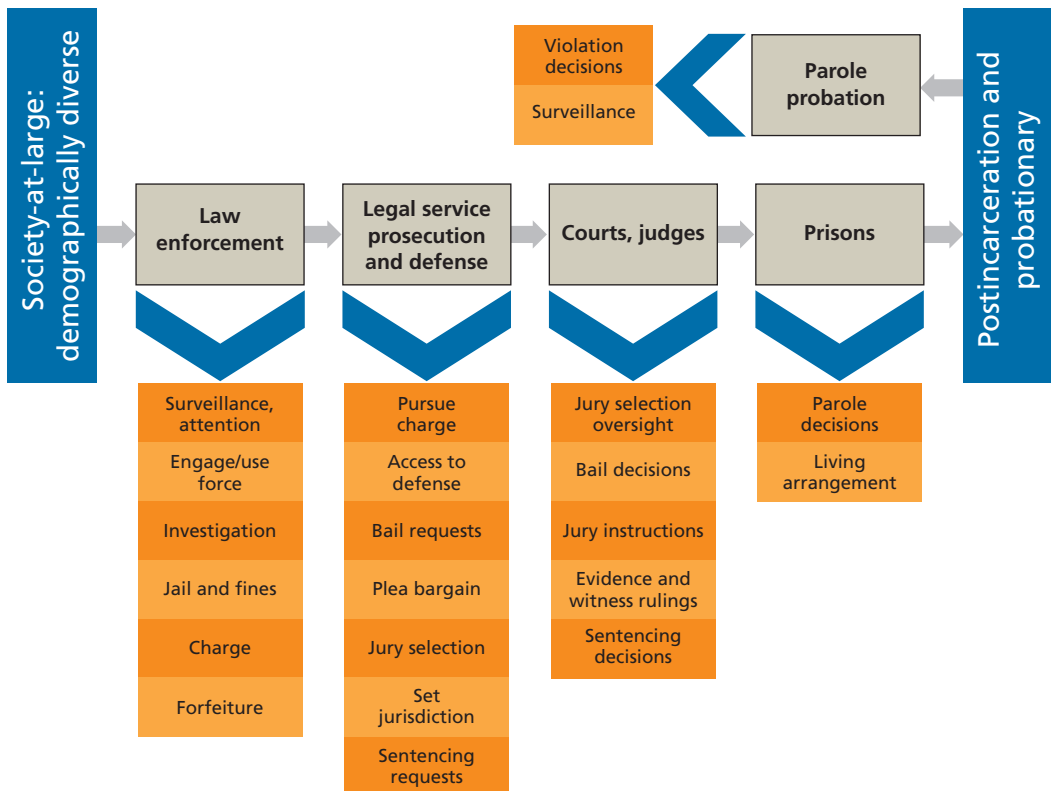 Society-at-large:
demographically diverse
Violation
decisions
Surveillance
Parole
probation
Postincarceration and
probationary
Law
enforcement
Legal service
prosecution
and defense
Courts, judges
Prisons
Surveillance,
attention
Engage/use
force
Investigation
Jail and fines
Charge
Forfeiture
Pursue
charge
Access to
defense
Bail requests
Plea bargain
Jury selection
Set
jurisdiction
Sentencing
requests
Jury selection
oversight
Bail decisions
Jury instructions
Evidence and
witness rulings
Sentencing
decisions
Parole
decisions
Living
arrangement